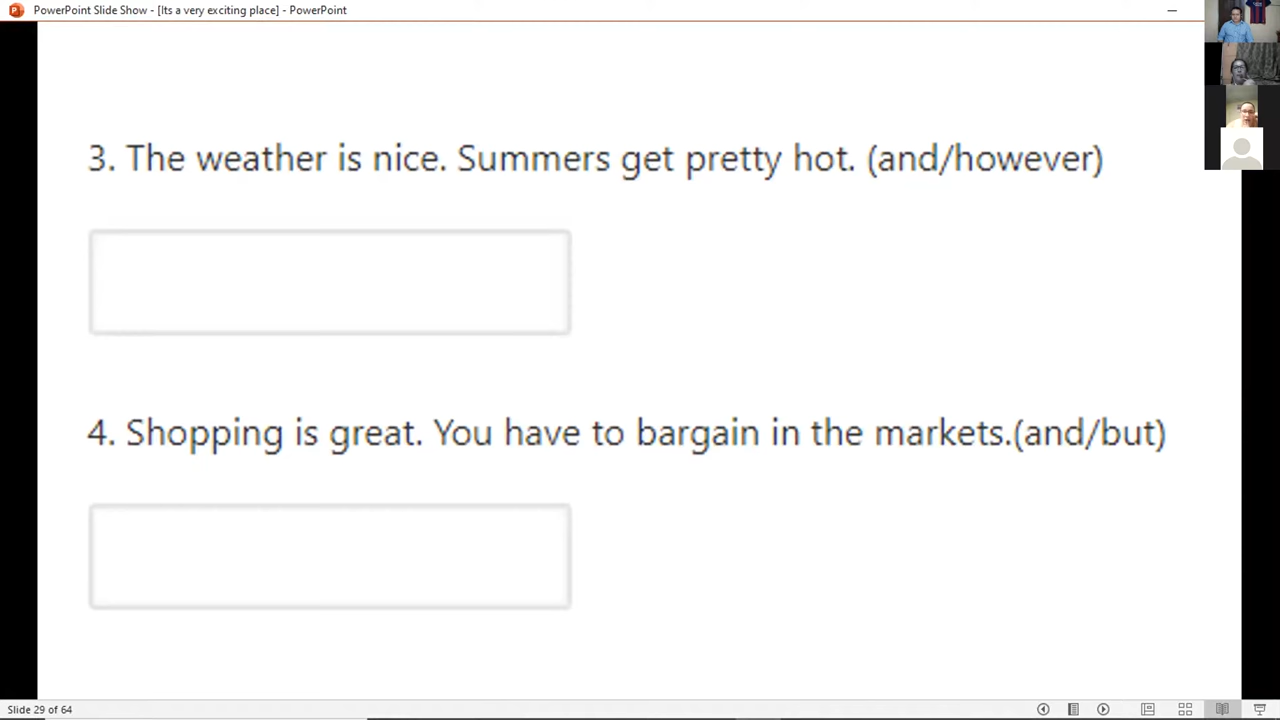 PowerPoint Slide Show - [Its a very exciting place] - PowerPoint
3. The weather is nice. Summers get pretty hot. (and/however)
4. Shopping is great. You have to bargain in the markets.(and/but)
Slide 29 of 64